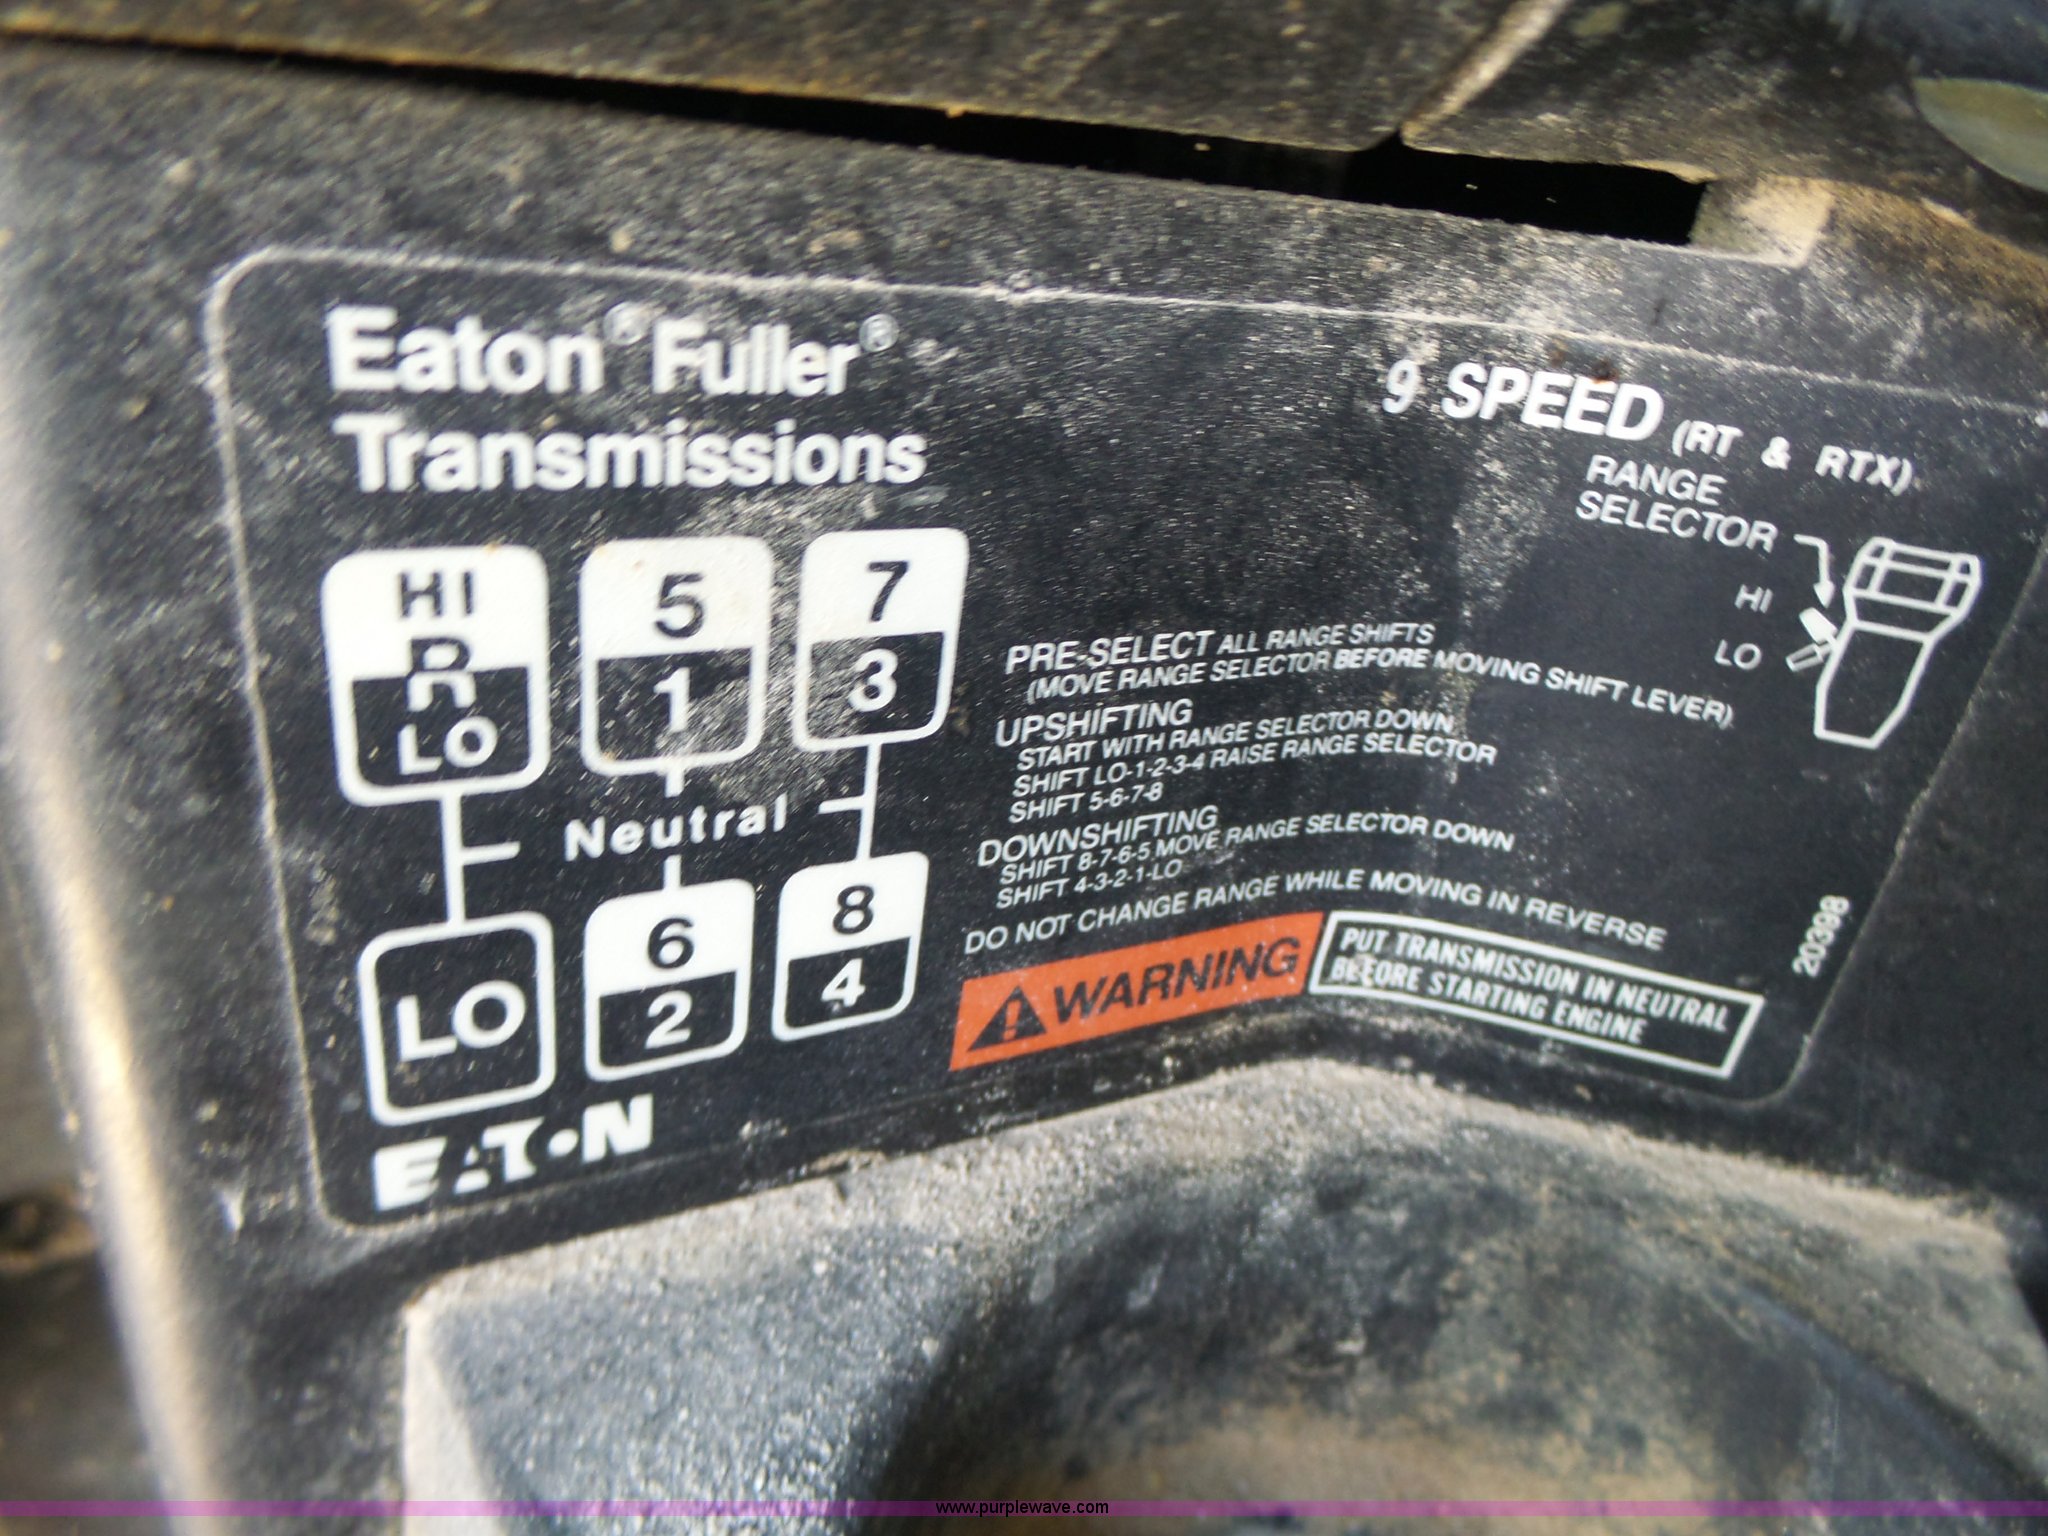 Eaton® Fuller®
Transmissions
9 SPEED (RT & RTX)
RANGE
SELECTOR
HI
LO
HI
R
LO
5
1
7
3
Neutral
LO
6
2
8
4
PRE-SELECT ALL RANGE SHIFTS
(MOVE RANGE SELECTOR BEFORE MOVING SHIFT LEVER)
UPSHIFTING
START WITH RANGE SELECTOR DOWN
SHIFT LO-1-2-3-4 RAISE RANGE SELECTOR
SHIFT 5-6-7-8
DOWNSHIFTING
SHIFT 8-7-6-5 MOVE RANGE SELECTOR DOWN
SHIFT 4-3-2-1-LO
DO NOT CHANGE RANGE WHILE MOVING IN REVERSE
WARNING
PUT TRANSMISSION IN NEUTRAL
BEFORE STARTING ENGINE
20398
EATON
www.purplewave.com